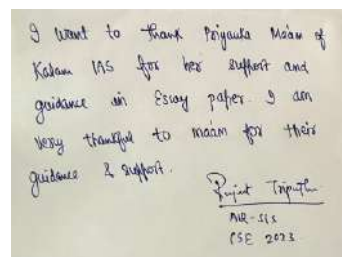 I want to thank Priyanka Ma'am of
Kalam IAS for her support and
guidance in Essay paper. I am
very thankful to ma'am for their
guidance & support.
Tripathi
AIR-
CSE 2023